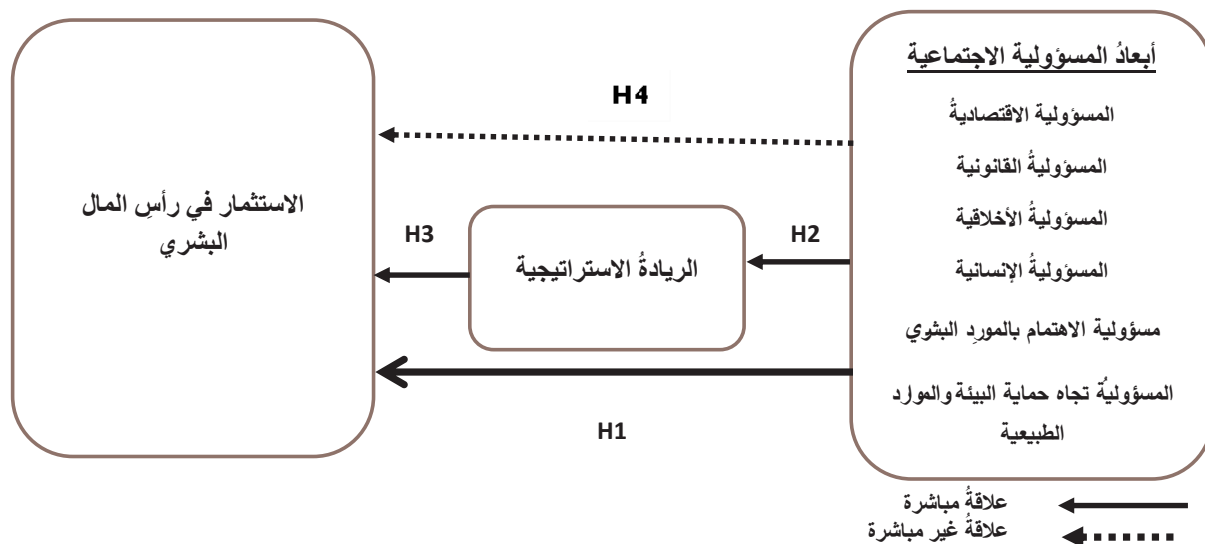 أبعادُ المسؤولية الاجتماعية
المسؤولية الاقتصاديةُ
المسؤوليةُ القانونية
المسؤوليةُ الأخلاقية
المسؤوليةُ الإنسانية
مسؤولية الاهتمام بالموردِ البشوي
المسؤوليةُ تجاه حماية البيئة والموارد
الطبيعية
H4
H2
الريادةُ الاستراتيجية
H3
H1
الاستثمار في رأسِ المال
البشري
علاقةُ مباشرة
علاقةُ غير مباشرة